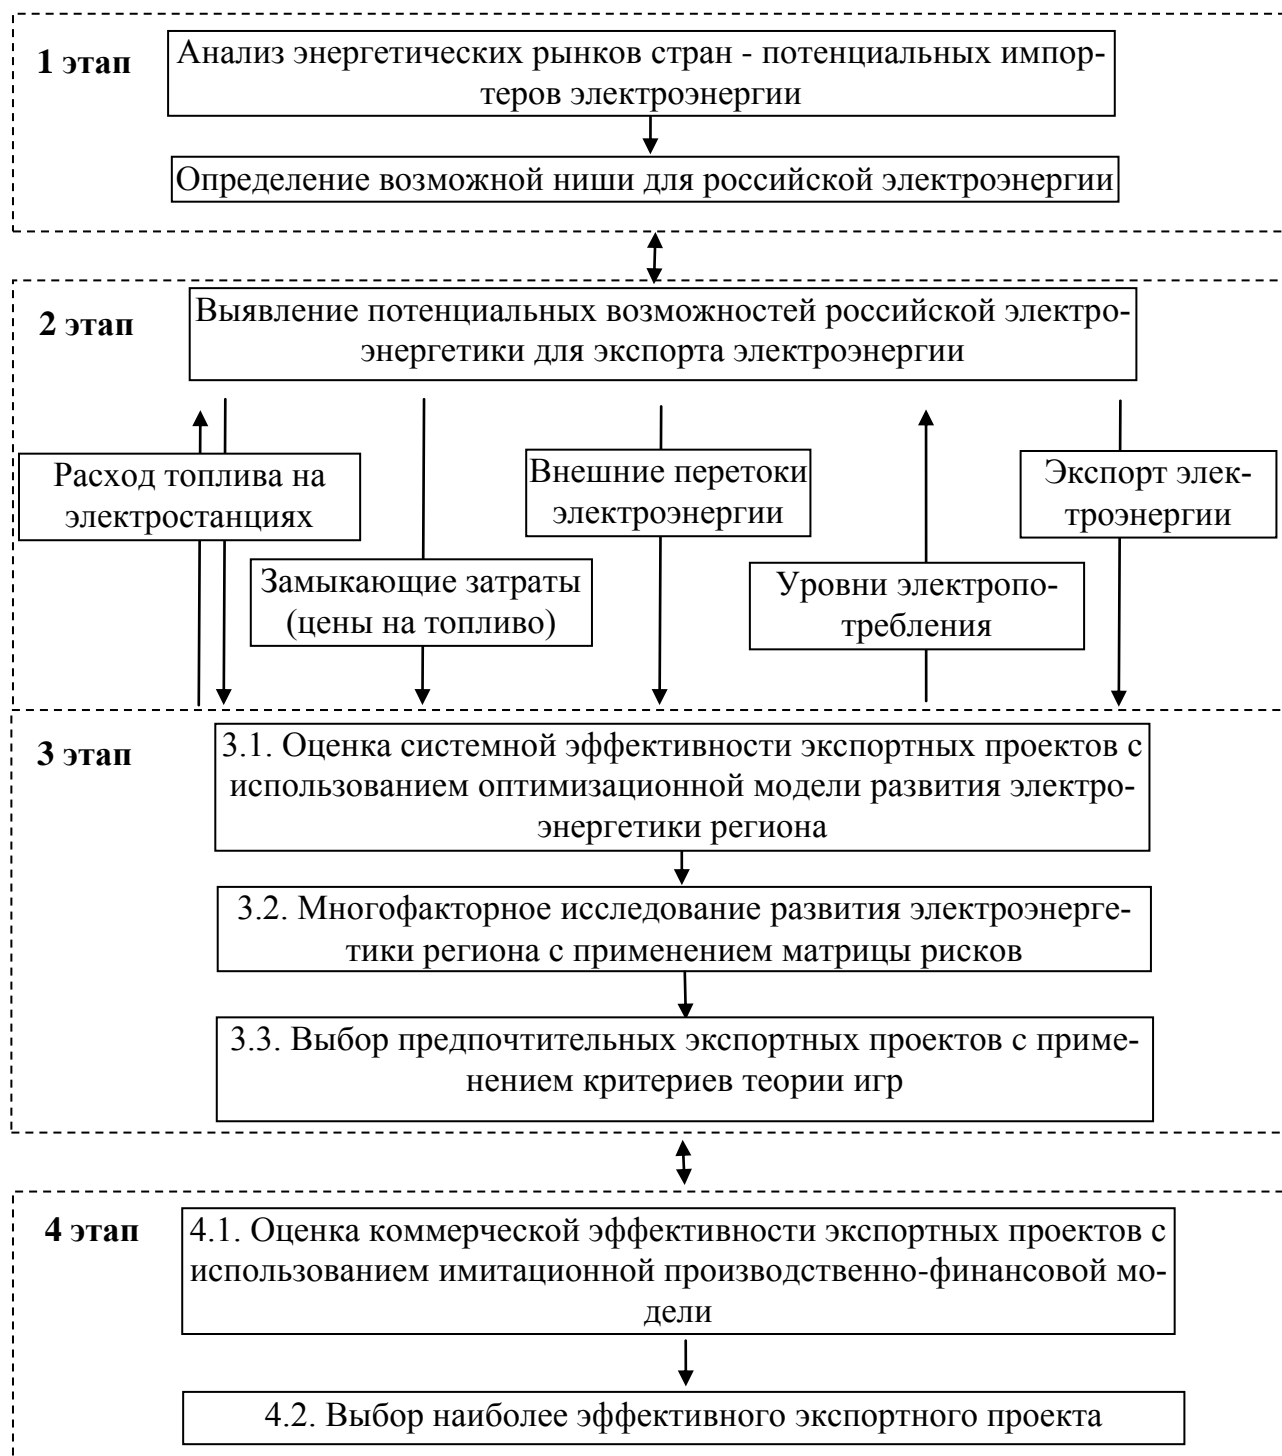 1 этап
Анализ энергетических рынков стран - потенциальных импор-
теров электроэнергии
Определение возможной ниши для российской электроэнергии
2 этап
Выявление потенциальных возможностей российской электро-
энергетики для экспорта электроэнергии
Расход топлива на
электростанциях
Внешние перетоки
электроэнергии
Экспорт элек-
троэнергии
Замыкающие затраты
(цены на топливо)
Уровни электропо-
требления
3 этап
3.1. Оценка системной эффективности экспортных проектов с
использованием оптимизационной модели развития электро-
энергетики региона
3.2. Многофакторное исследование развития электроэнерге-
тики региона с применением матрицы рисков
3.3. Выбор предпочтительных экспортных проектов с приме-
нением критериев теории игр
4 этап
4.1. Оценка коммерческой эффективности экспортных проектов с
использованием имитационной производственно-финансовой мо-
дели
4.2. Выбор наиболее эффективного экспортного проекта